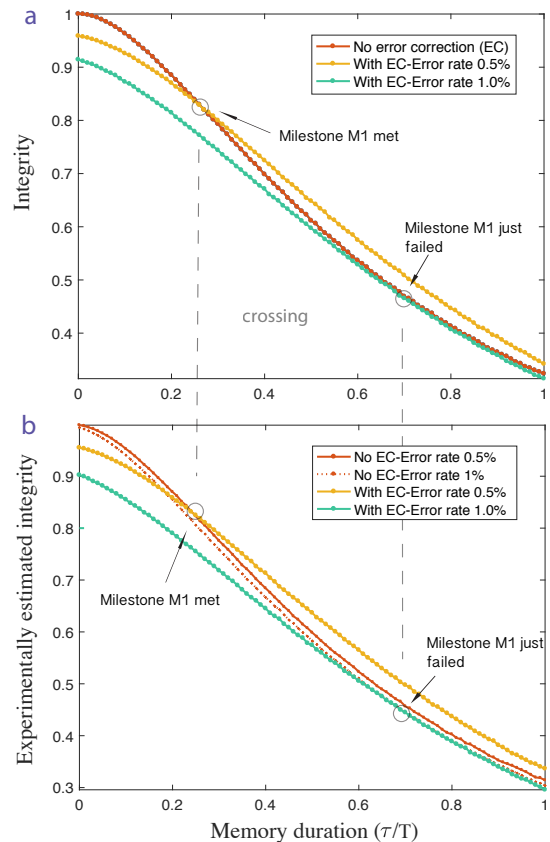 a
1
0.9
0.8
0.7
0.6
0.5
0.4
Integrity
No error correction (EC)
With EC-Error rate 0.5%
With EC-Error rate 1.0%
Milestone M1 met
Milestone M1 just
failed
crossing
0
0.2
0.4
0.6
0.8
1
b
0.9
0.8
0.7
0.6
0.5
0.4
0.3
Experimentally estimated integrity
No EC-Error rate 0.5%
No EC-Error rate 1%
With EC-Error rate 0.5%
With EC-Error rate 1.0%
Milestone M1 met
Milestone M1 just
failed
0
0.2
0.4
0.6
0.8
1
Memory duration (τ/T)